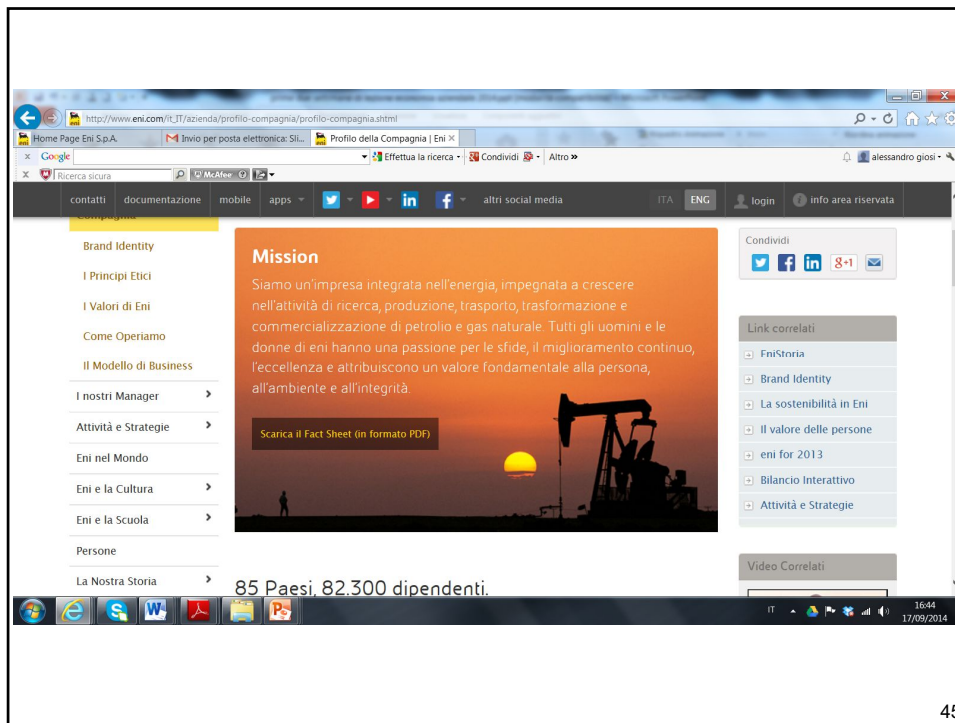 http://www.eni.com/it_IT/azienda/profilo-compagnia/profilo-compagnia.shtml
Home Page Eni S.p.A.
Invio per posta elettronica: Sli...
Profilo della Compagnia | Eni
Google
Effettua la ricerca
Condividi
Altro »
alessandro giosi
Ricerca sicura
McAfee
contatti
documentazione
mobile
apps
altri social media
ITA
ENG
login
info area riservata
Compagnia
Brand Identity
I Principi Etici
I Valori di Eni
Come Operiamo
Il Modello di Business
I nostri Manager
Attività e Strategie
Eni nel Mondo
Eni e la Cultura
Eni e la Scuola
Persone
La Nostra Storia
Mission
Siamo un'impresa integrata nell'energia, impegnata a crescere
nell'attività di ricerca, produzione, trasporto, trasformazione e
commercializzazione di petrolio e gas naturale. Tutti gli uomini e le
donne di eni hanno una passione per le sfide, il miglioramento continuo,
l'eccellenza e attribuiscono un valore fondamentale alla persona,
all'ambiente e all'integrità.
Scarica il Fact Sheet (in formato PDF)
85 Paesi, 82.300 dipendenti.
Condividi
Link correlati
EniStoria
Brand Identity
La sostenibilità in Eni
Il valore delle persone
eni for 2013
Bilancio Interattivo
Attività e Strategie
Video Correlati
IT
16:44
17/09/2014
45